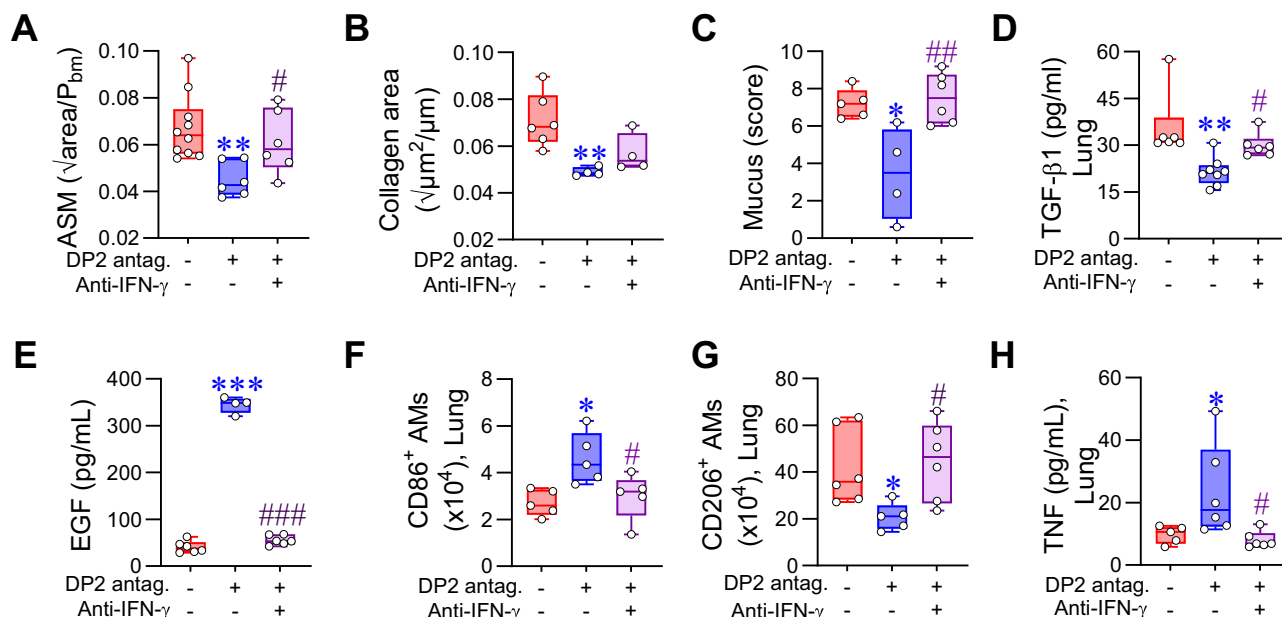 A
ASM (√area/Pbm)
0.10
0.08
0.06
0.04
0.02
**
#
DP2 antag. - + +
Anti-IFN-γ - - +
B
Collagen area
(√μm²/μm)
0.10
0.08
0.06
0.04
0.02
**
DP2 antag. - + +
Anti-IFN-γ - - +
C
Mucus (score)
10
8
6
4
2
0
*
##
DP2 antag. - + +
Anti-IFN-γ - - +
D
TGF-β1 (pg/ml)
Lung
60
45
30
15
0
**
#
DP2 antag. - + +
Anti-IFN-γ - - +
E
EGF (pg/mL)
400
300
200
100
0
***
###
DP2 antag. - + +
Anti-IFN-γ - - +
F
CD86⁺ AMs
(x10⁴), Lung
8
6
4
2
0
*
#
DP2 antag. - + +
Anti-IFN-γ - - +
G
CD206⁺ AMs
(x10⁴), Lung
80
60
40
20
0
*
#
DP2 antag. - + +
Anti-IFN-γ - - +
H
TNF (pg/mL),
Lung
60
40
20
0
*
#
DP2 antag. - + +
Anti-IFN-γ - - +